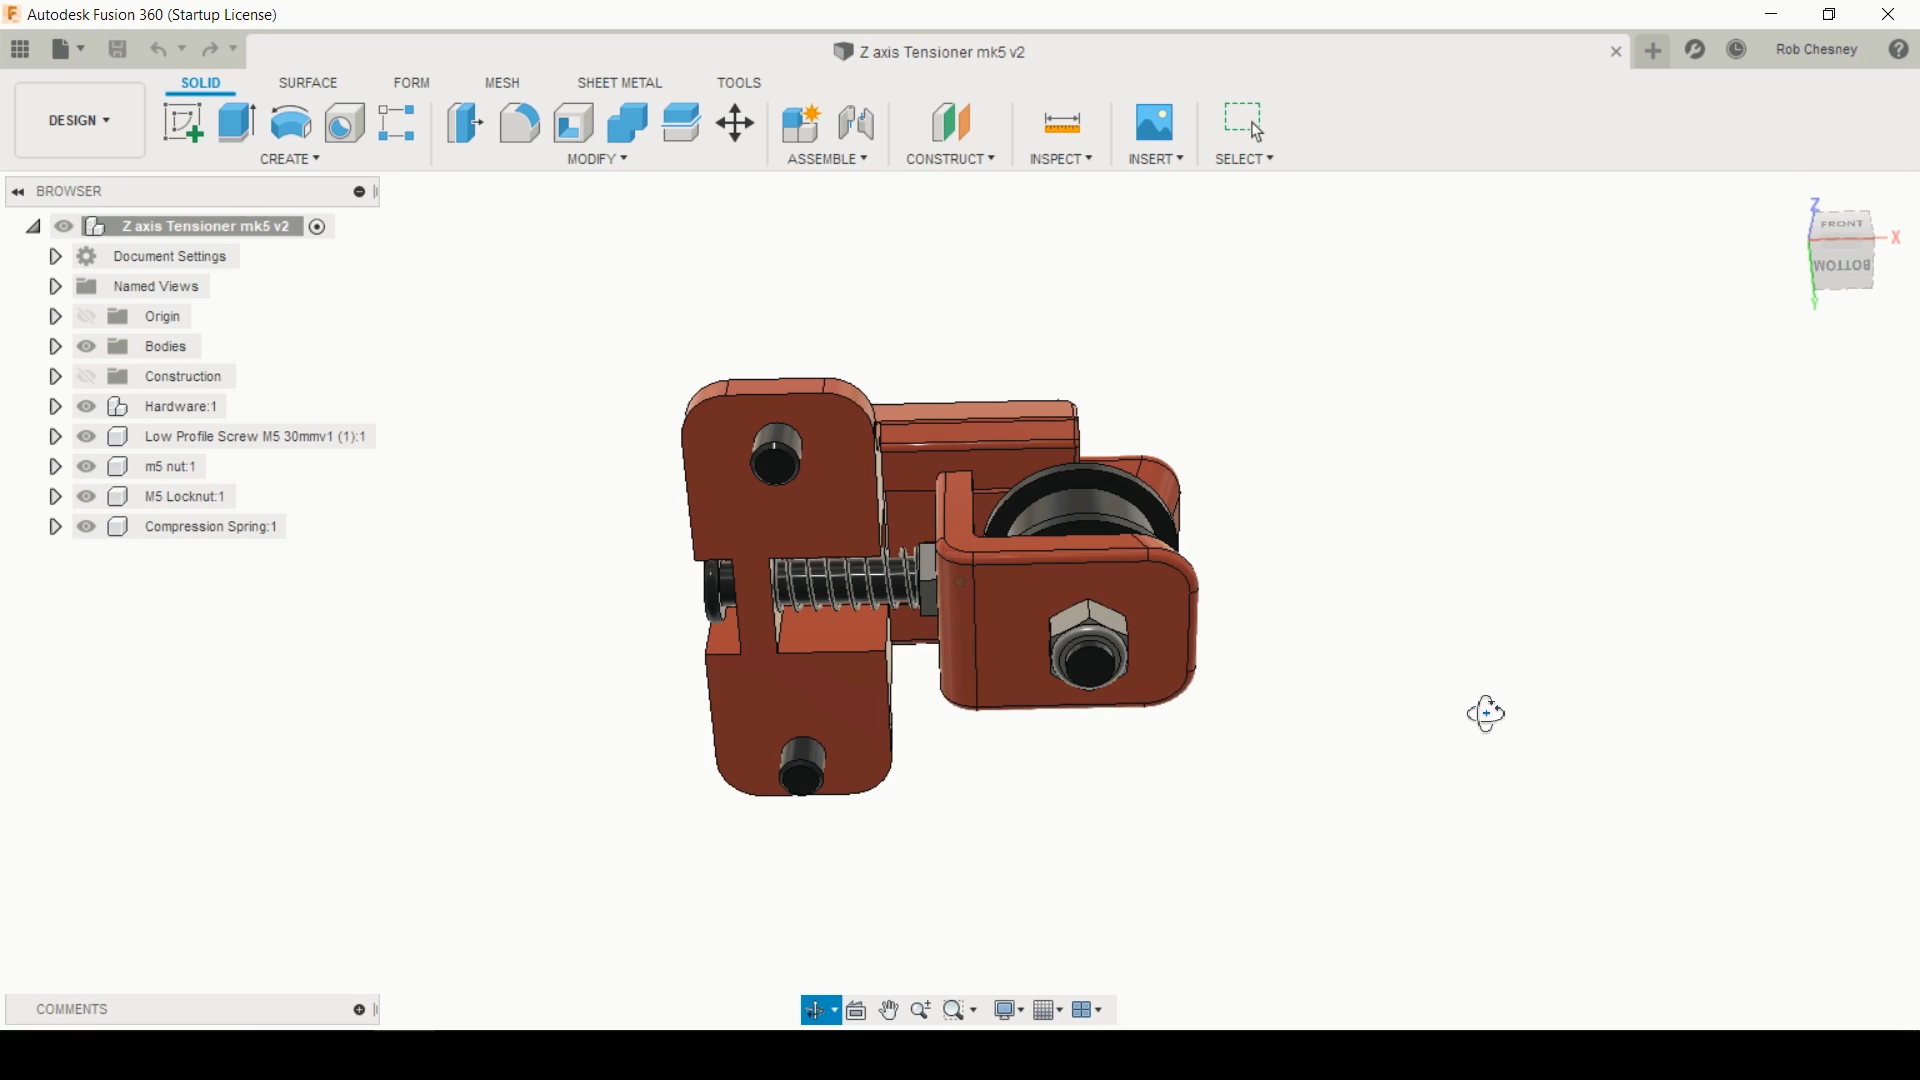 Autodesk Fusion 360 (Startup License)
Z axis Tensioner mk5 v2
Rob Chesney
SOLID SURFACE FORM MESH SHEET METAL TOOLS
DESIGN
CREATE MODIFY ASSEMBLE CONSTRUCT INSPECT INSERT SELECT
BROWSER
Z axis Tensioner mk5 v2
Document Settings
Named Views
Origin
Bodies
Construction
Hardware:1
Low Profile Screw M5 30mmv1 (1):1
m5 nut:1
M5 Locknut:1
Compression Spring:1
Z
FRONT
X
BOTTOM
Y
COMMENTS